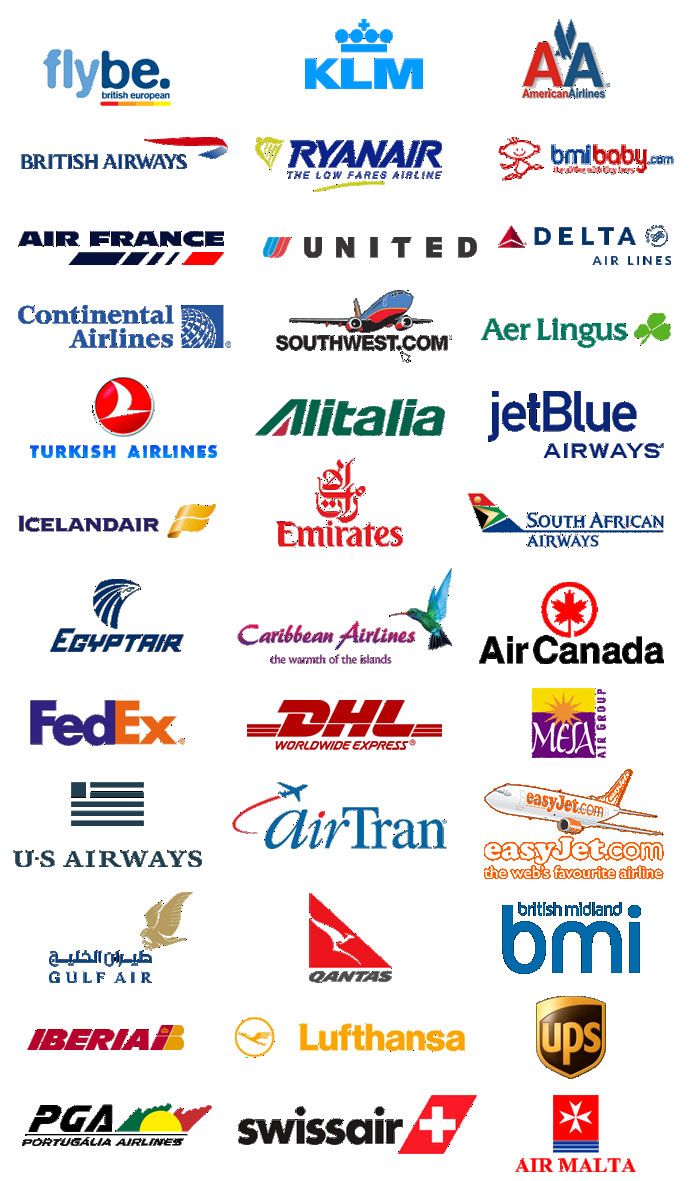 flybe.
british european
KLM
AA
AmericanAirlines
BRITISH AIRWAYS
RYANAIR
THE LOW FARES AIRLINE
bmibaby.com
AIR FRANCE
UNITED
DELTA
AIR LINES
Continental
Airlines
SOUTHWEST.COM
Aer Lingus
TURKISH AIRLINES
Alitalia
jetBlue
AIRWAYS
ICELANDAIR
Emirates
SOUTH AFRICAN
AIRWAYS
EGYPTAIR
Caribbean Airlines
the warmth of the islands
Air Canada
FedEx®
DHL
WORLDWIDE EXPRESS®
MESA
AIR GROUP
U·S AIRWAYS
airTran
easyJet.com
easyJet.com
the web's favourite airline
طيـران الخليـج
GULF AIR
QANTAS
british midland
bmi
IBERIA
IB
Lufthansa
ups
PGA
PORTUGÁLIA AIRLINES
swissair
AIR MALTA